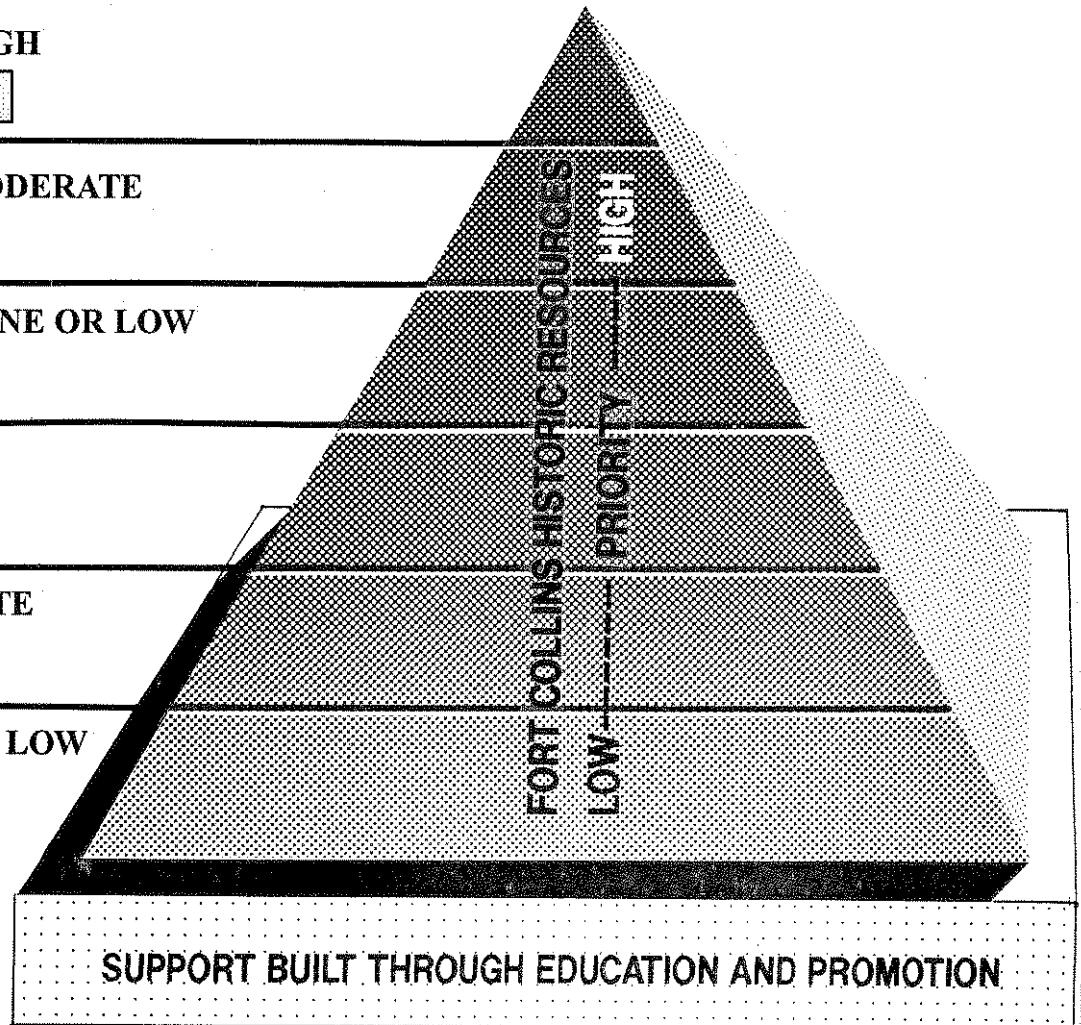 GH
ODERATE
NE OR LOW
TE
LOW
FORT COLLINS HISTORIC RESOURCES
LOW PRIORITY HIGH
SUPPORT BUILT THROUGH EDUCATION AND PROMOTION